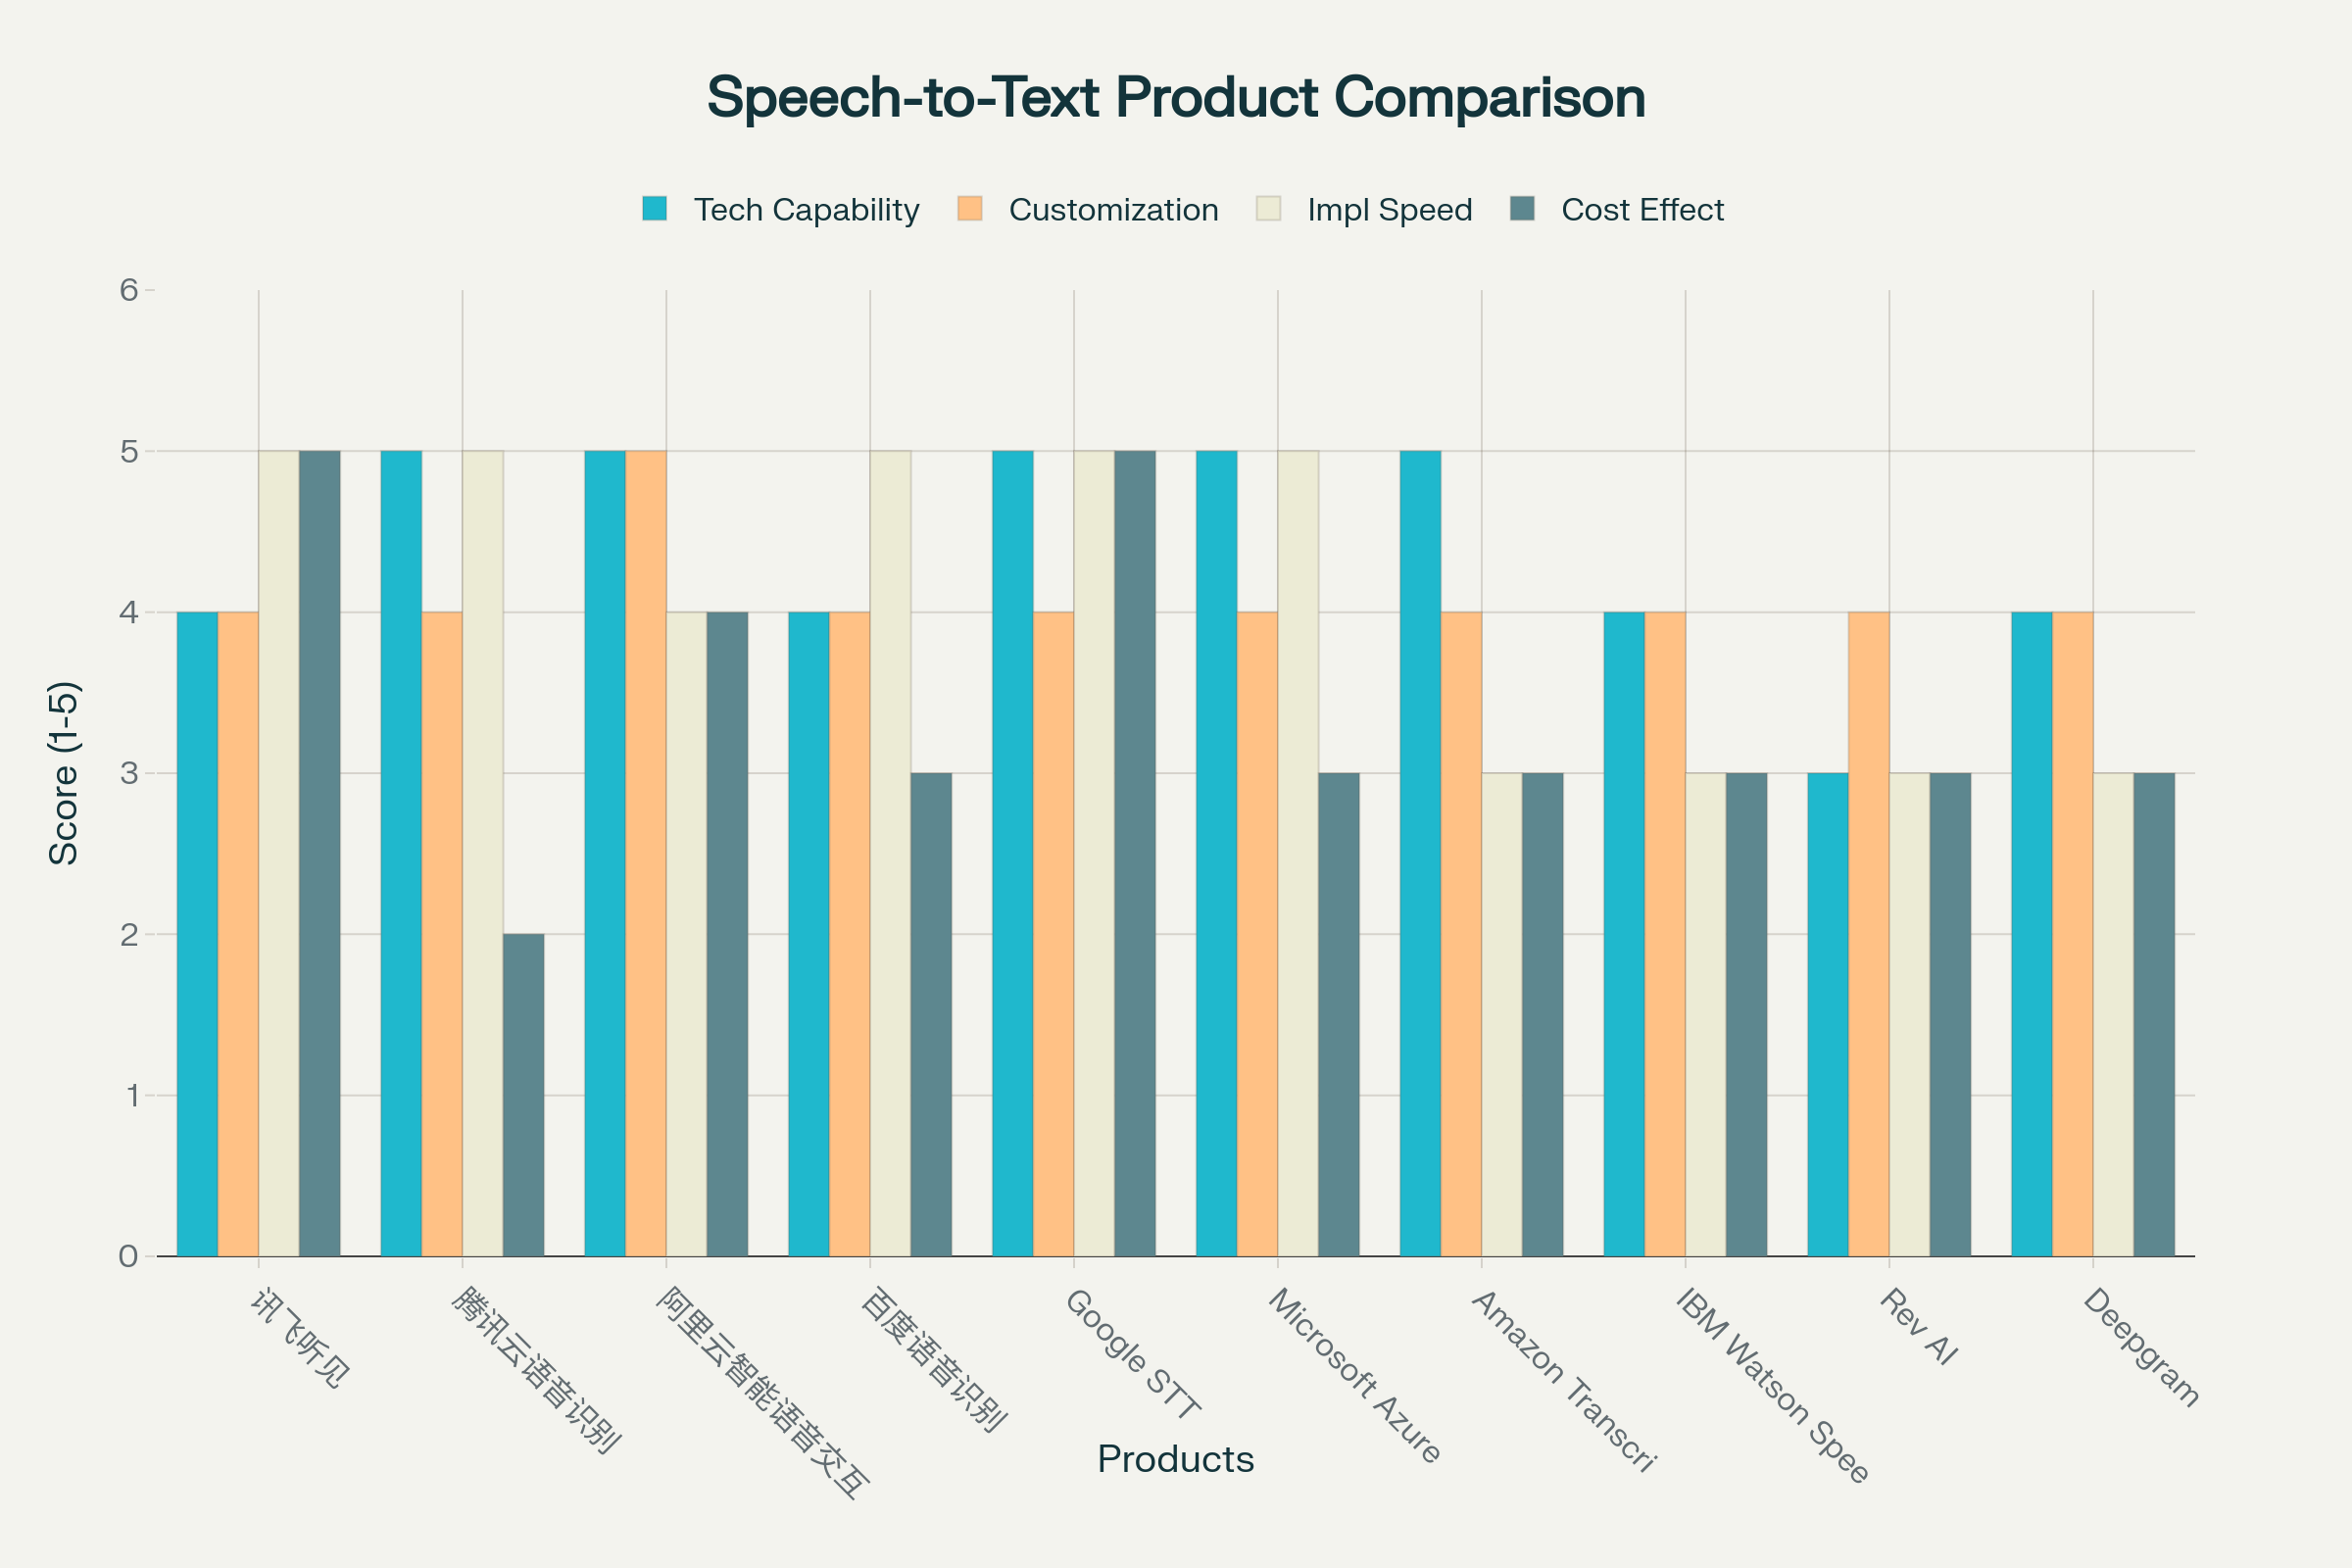 Speech-to-Text Product Comparison
Tech Capability Customization Impl Speed Cost Effect
6
5
4
3
2
1
0
Score (1-5)
讯飞听见
腾讯云语音识别
阿里云智能语音交互
百度语音识别
Google STT
Microsoft Azure
Amazon Transcri
IBM Watson Spee
Rev AI
Deepgram
Products